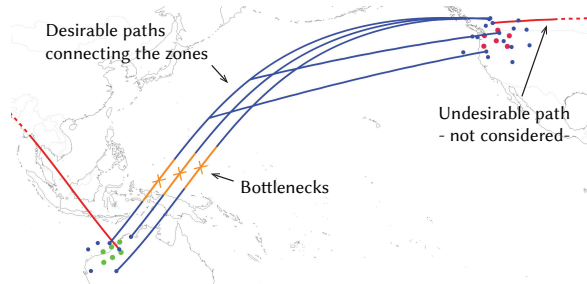 Desirable paths
connecting the zones
Undesirable path
- not considered-
Bottlenecks